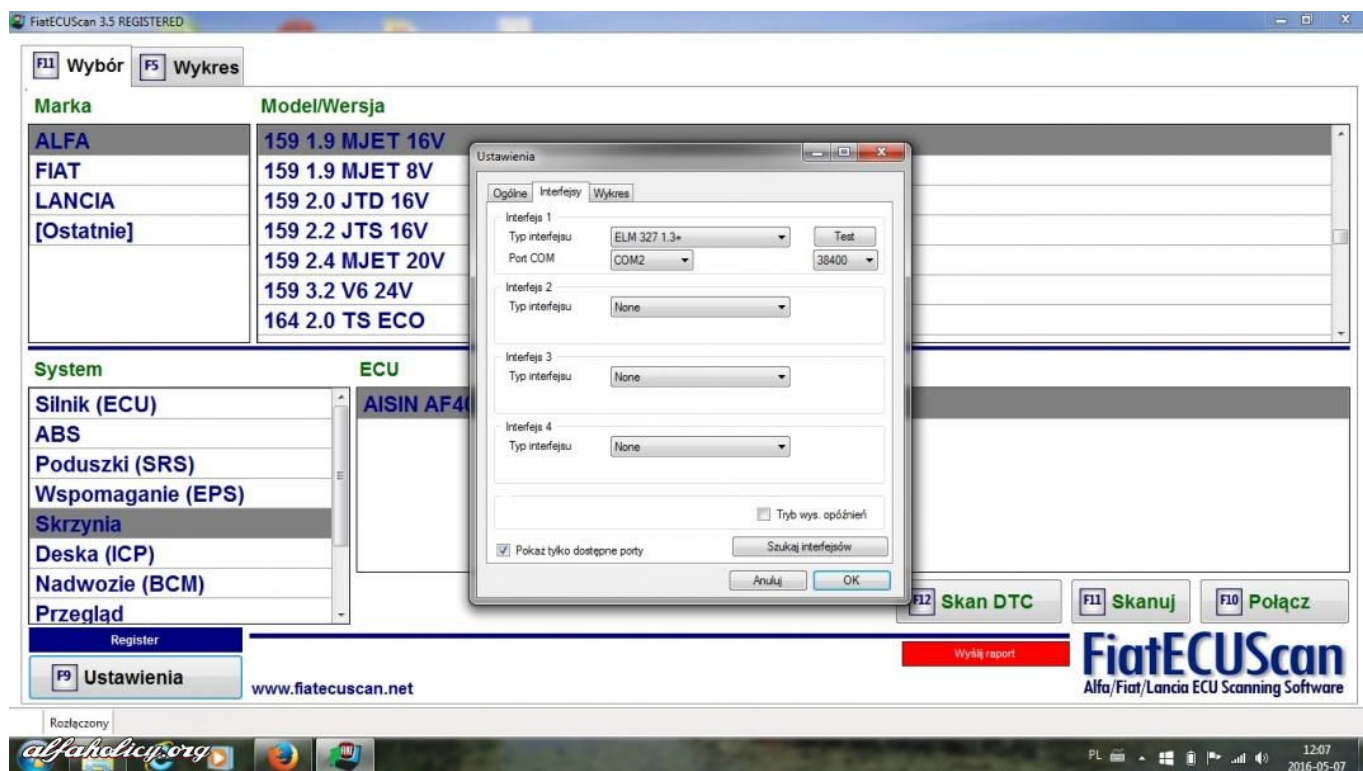 FiatECUScan 3.5 REGISTERED
F11 Wybór F5 Wykres
Marka Model/Wersja
ALFA 159 1.9 MJET 16V
FIAT 159 1.9 MJET 8V
LANCIA 159 2.0 JTD 16V
[Ostatnie] 159 2.2 JTS 16V
159 2.4 MJET 20V
159 3.2 V6 24V
164 2.0 TS ECO
Ustawienia
Ogólne Interfejsy Wykres
Interfejs 1
Typ interfejsu ELM 327 1.3+ Test
Port COM COM2 38400
Interfejs 2
Typ interfejsu None
Interfejs 3
Typ interfejsu None
Interfejs 4
Typ interfejsu None
Tryb wys. opóźnień
Pokaż tylko dostępne porty Szukaj interfejsów
Anuluj OK
System ECU
Silnik (ECU) AISIN AF40
ABS
Poduszki (SRS)
Wspomaganie (EPS)
Skrzynia
Deska (ICP)
Nadwozie (BCM)
Przegląd
F12 Skan DTC F11 Skanuj F10 Połącz
Register
Wyślij raport
F9 Ustawienia
www.fiatecuscan.net
FiatECUScan
Alfa/Fiat/Lancia ECU Scanning Software
Rozłączony
alfaholicy.org
PL 12:07
2016-05-07